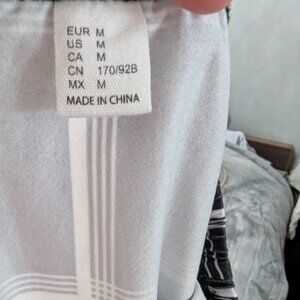 EUR M
US M
CA M
CN 170/92B
MX M
MADE IN CHINA